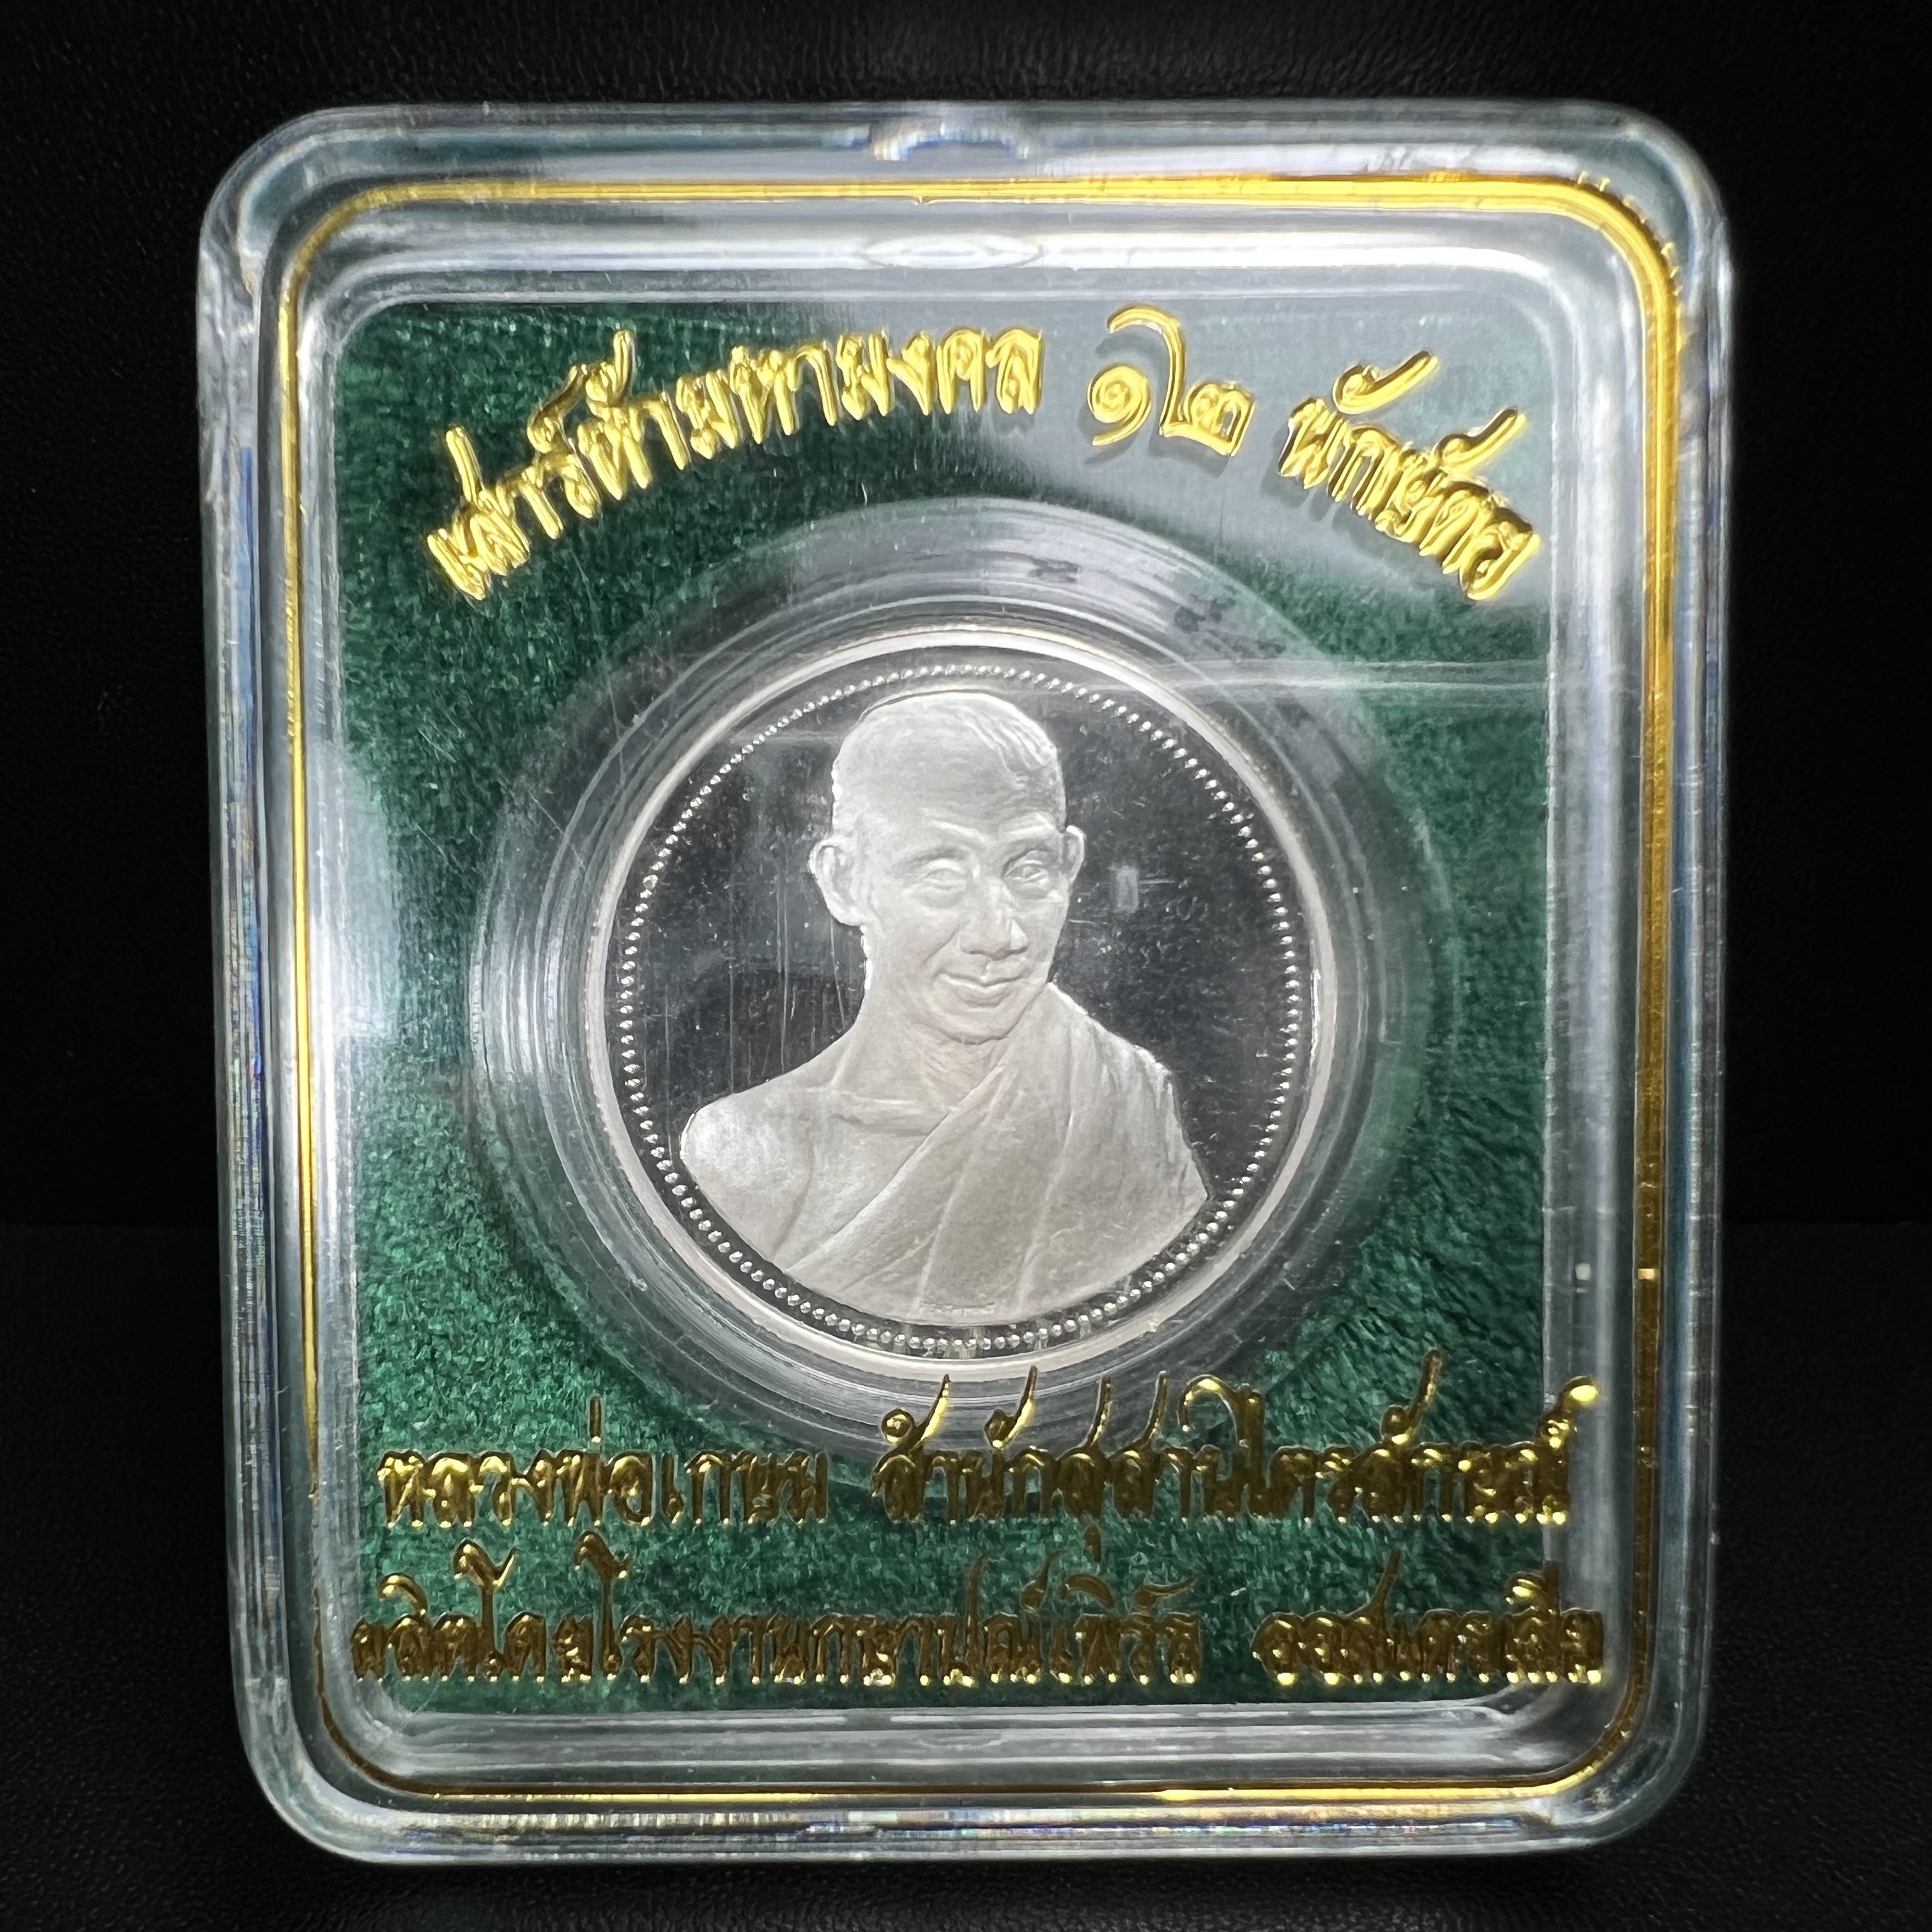 เสาร์ห้ามหามงคล ๑๒ นักษัตร
หลวงพ่อเกษม สำนักสุสานไตรลักษณ์
ผลิตโดยโรงงานกษาปณ์เพิร์ธ ออสเตรเลีย